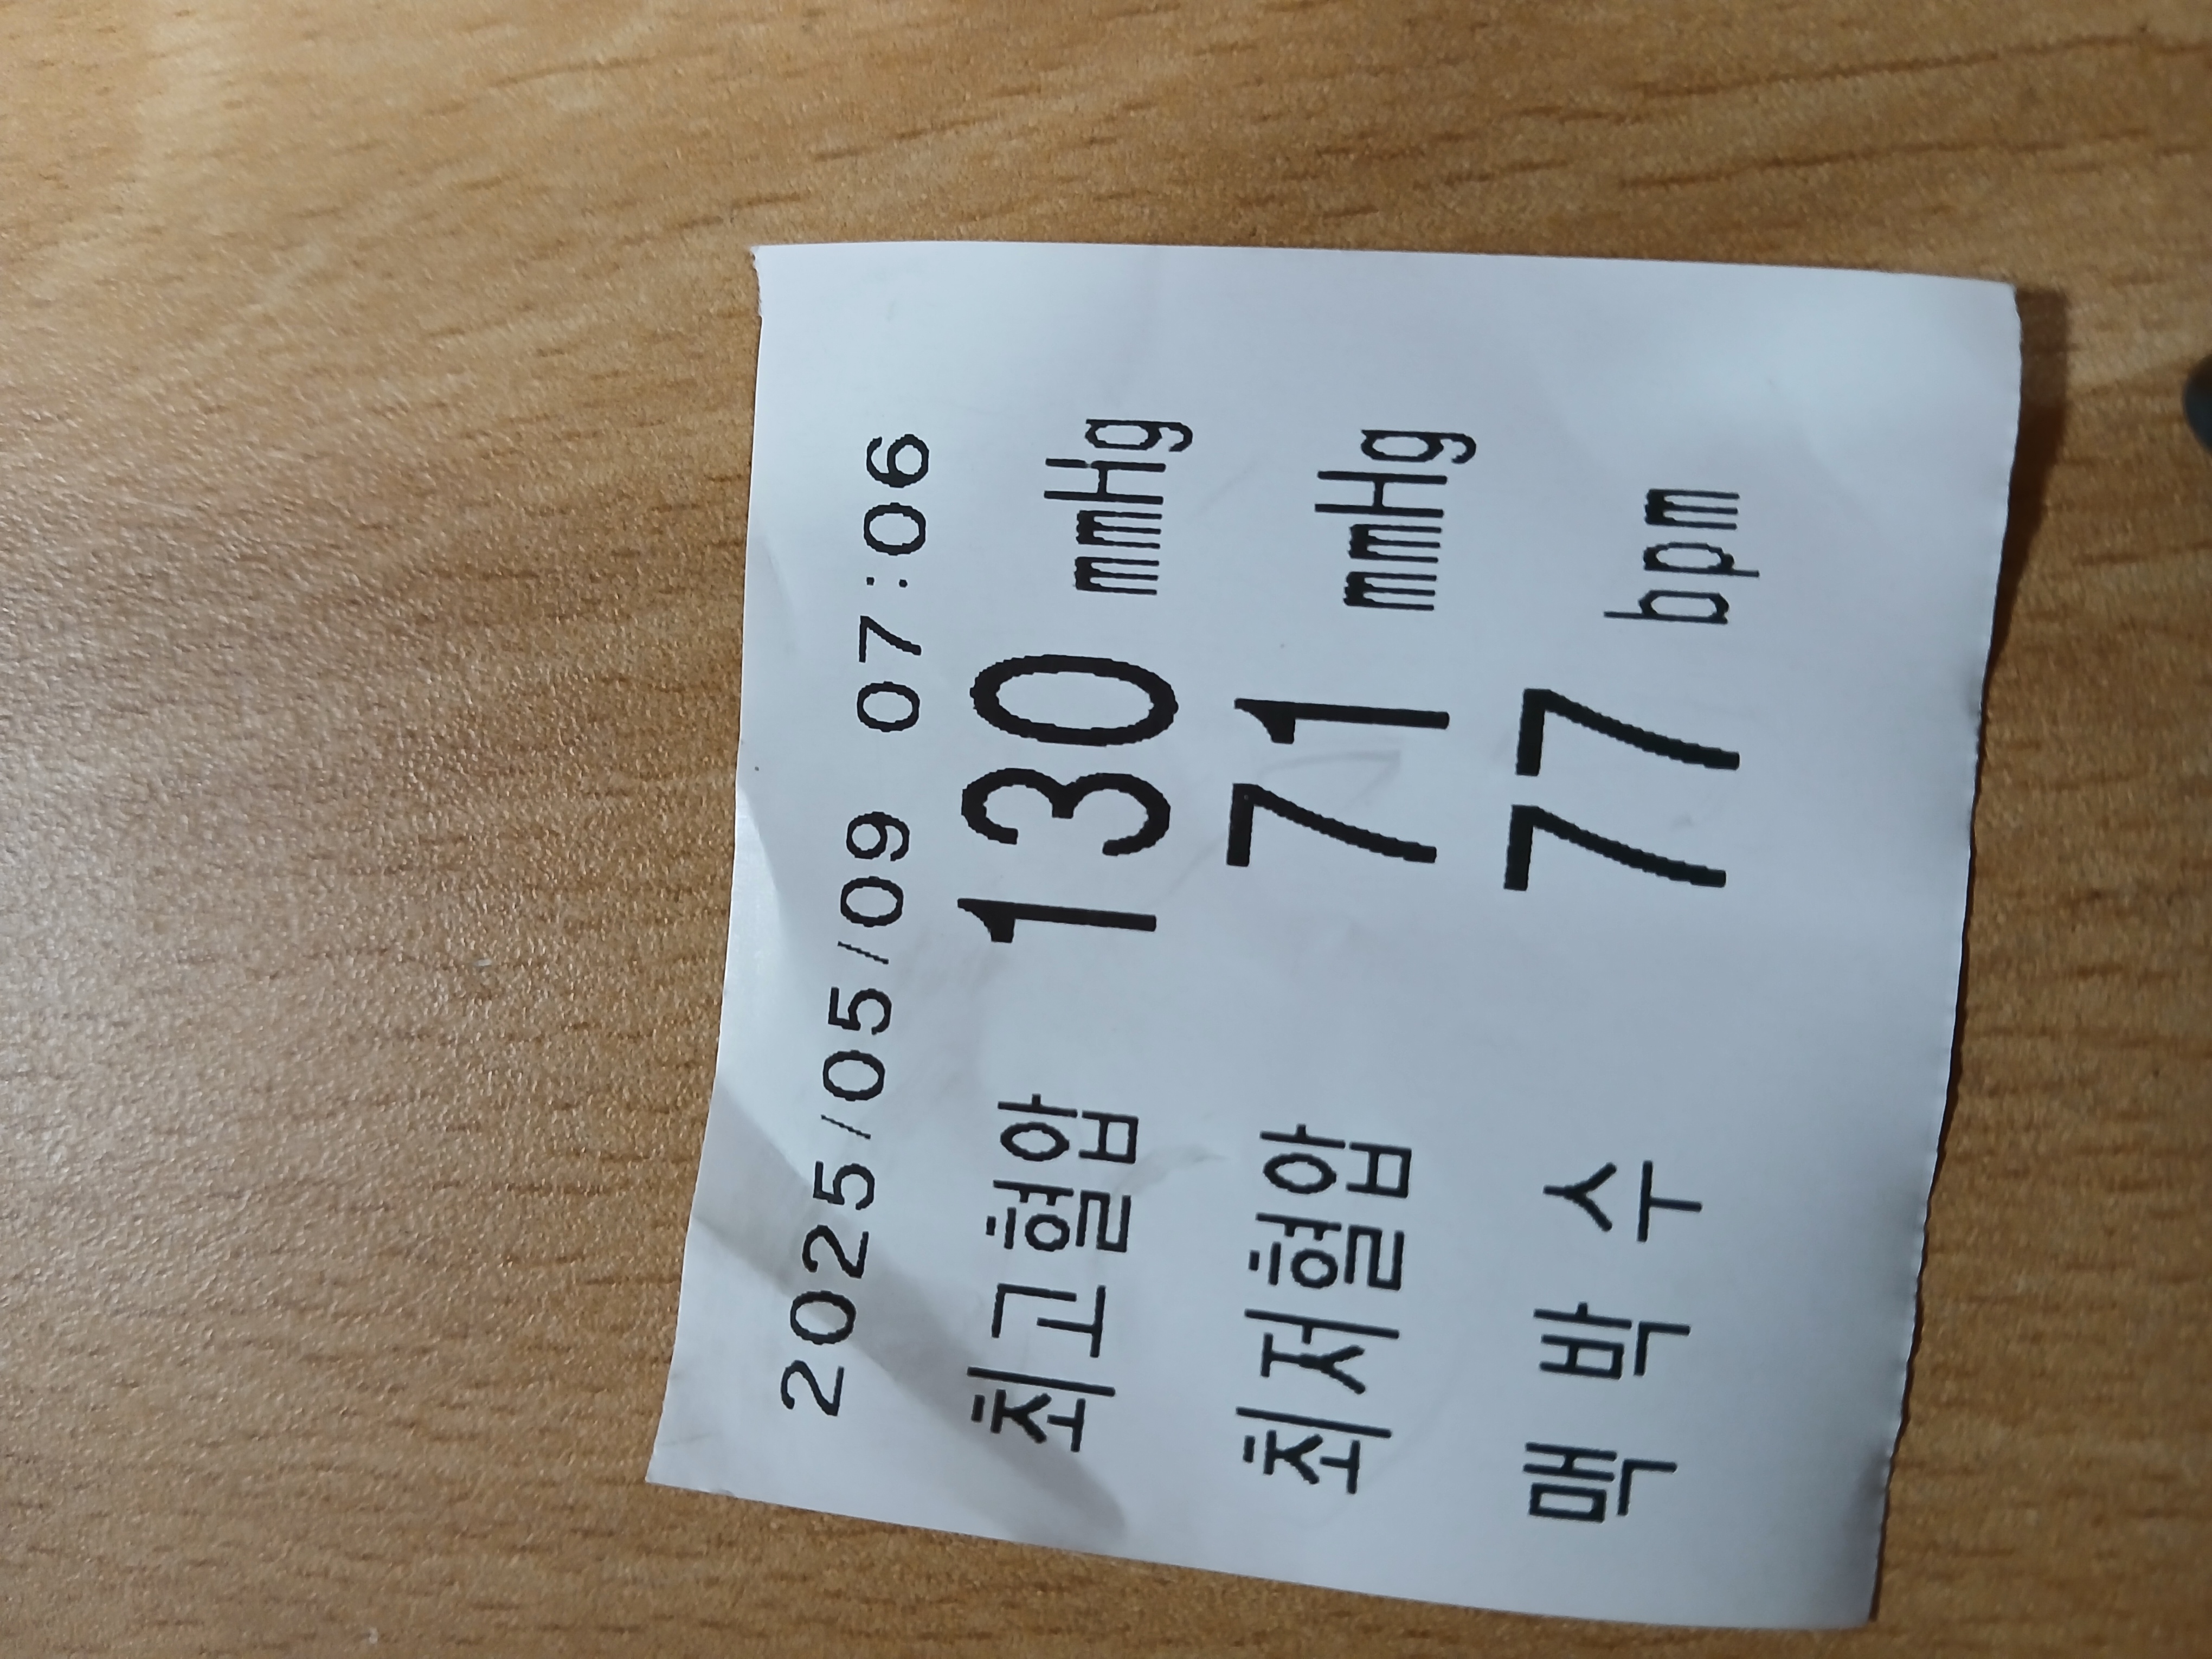 2025/05/09 07:06
최고혈압 130 mmHg
최저혈압 71 mmHg
맥 박 수 77 bpm